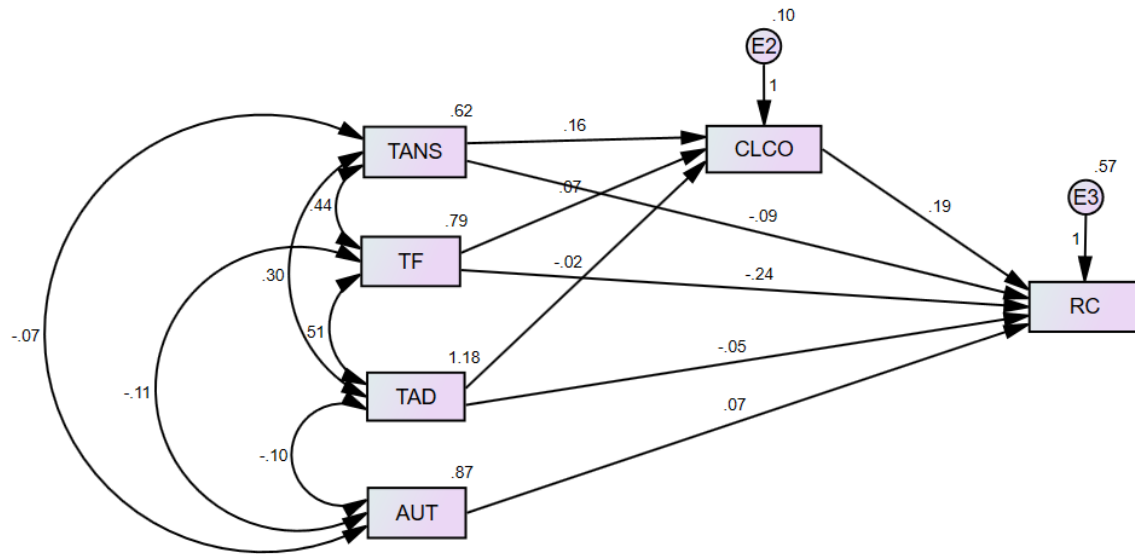 .10
E2
1
.62
TANS
.16
CLCO
.57
E3
.07
.44
-.09
.19
1
.79
TF
-.02
-.24
.30
RC
-.07
.51
1.18
-.05
TAD
-.11
.07
-.10
.87
AUT